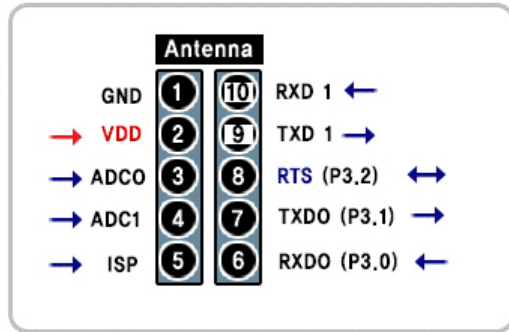 Antenna
GND 1 10 RXD 1
VDD 2 9 TXD 1
ADC0 3 8 RTS (P3.2)
ADC1 4 7 TXDO (P3.1)
ISP 5 6 RXDO (P3.0)